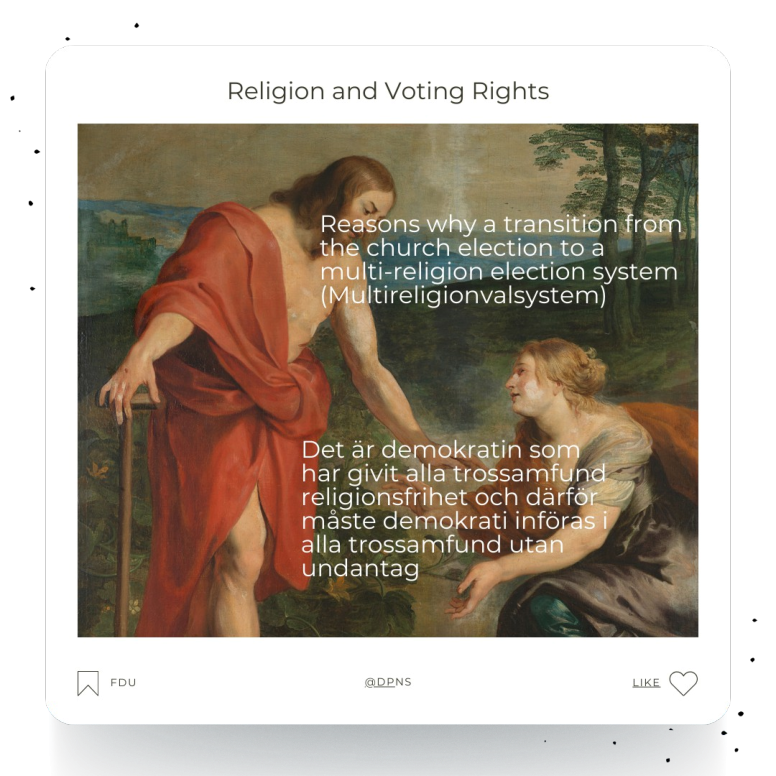 Religion and Voting Rights
Reasons why a transition from
the church election to a
multi-religion election system
(Multireligionvalsystem)
Det är demokratin som
har givit alla trossamfund
religionsfrihet och därför
måste demokrati införas i
alla trossamfund utan
undantag
FDU
@DPNS
LIKE